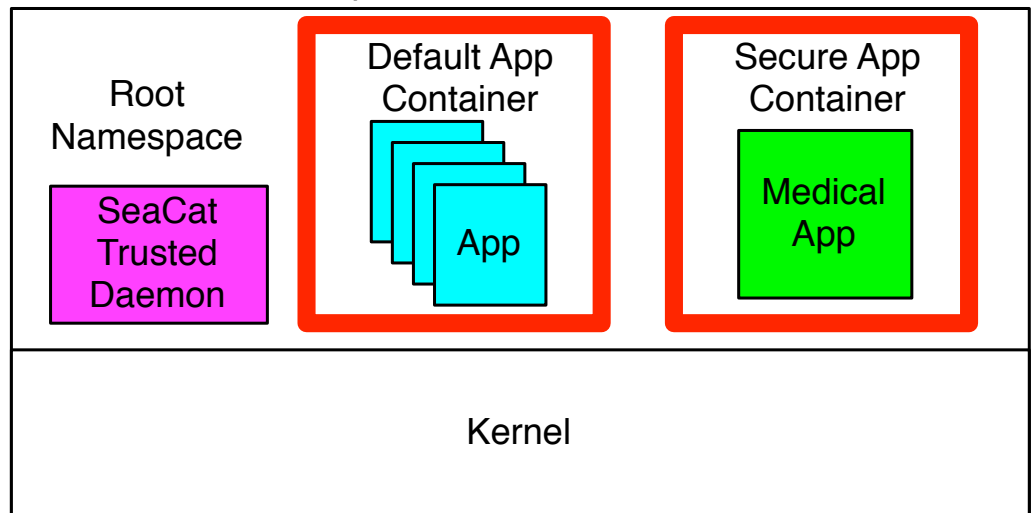 Root
Namespace
SeaCat
Trusted
Daemon
Default App
Container
App
Secure App
Container
Medical
App
Kernel